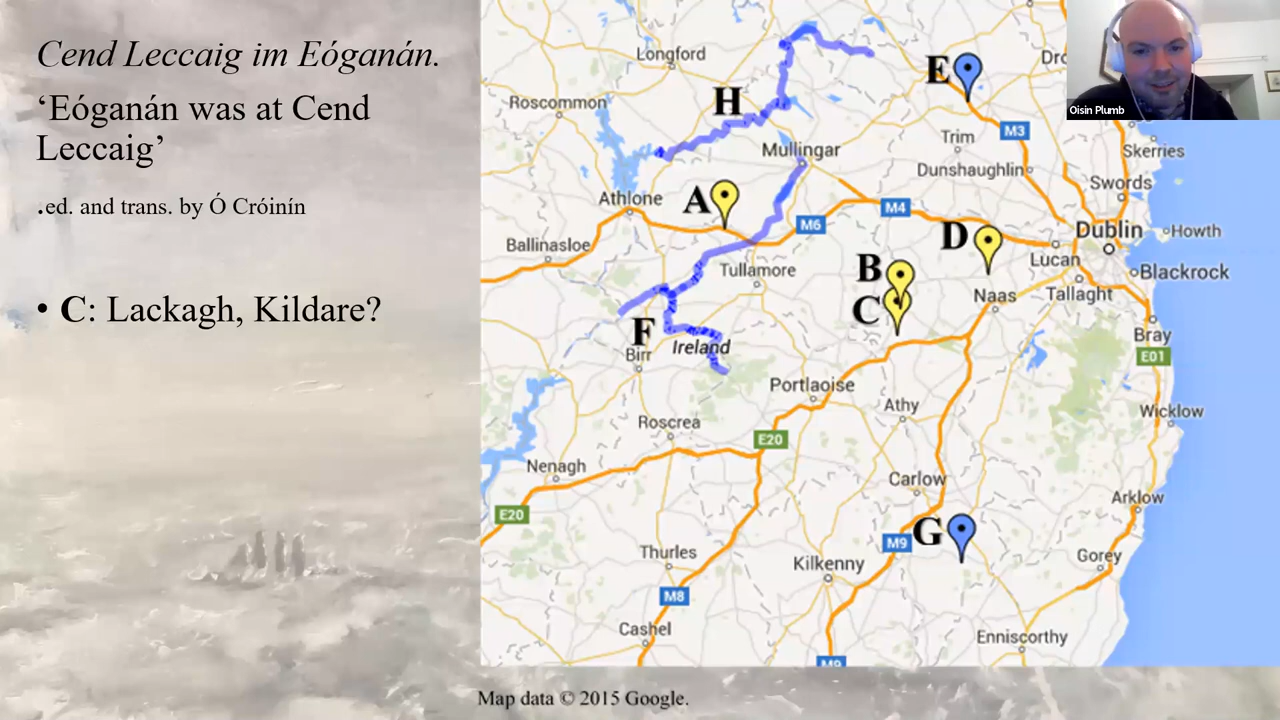 Cend Leccaig im Eóganán.
‘Eóganán was at Cend
Leccaig’
.ed. and trans. by Ó Cróinín
• C: Lackagh, Kildare?
Longford
E
Dro
Oisin Plumb
Roscommon
H
M3
Trim
Mullingar
Skerries
Dunshaughlin
Swords
Athlone
A
M4
M6
D
Dublin
Howth
Ballinasloe
Lucan
Tullamore
B
Blackrock
C
Naas
Tallaght
F
Birr
Ireland
Bray
E01
Portlaoise
Athy
Wicklow
Roscrea
E20
Nenagh
Carlow
Arklow
E20
G
M9
Thurles
Kilkenny
Gorey
M8
Cashel
Enniscorthy
M9
Map data © 2015 Google.